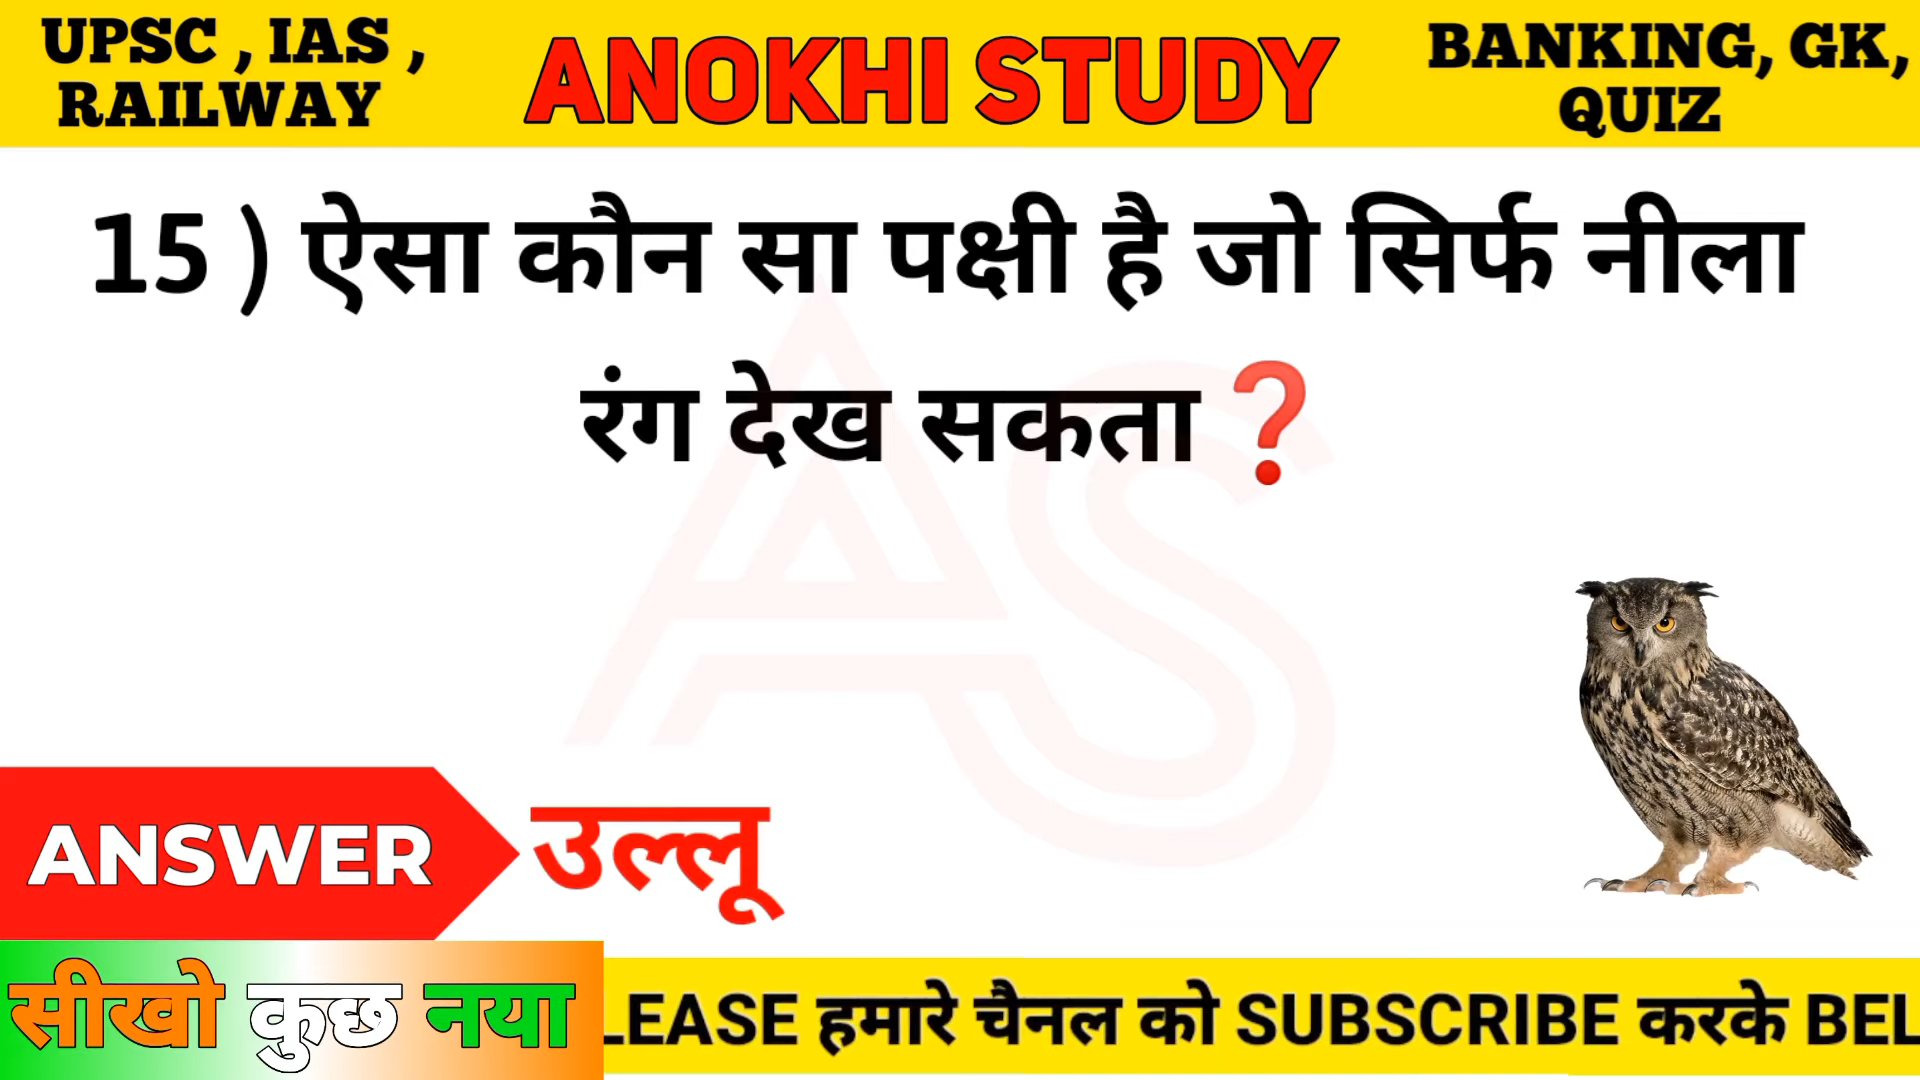 UPSC , IAS ,
RAILWAY
ANOKHI STUDY
BANKING, GK,
QUIZ
15 ) ऐसा कौन सा पक्षी है जो सिर्फ नीला
रंग देख सकता ❓
AS
ANSWER
उल्लू
सीखो कुछ नया
LEASE हमारे चैनल को SUBSCRIBE करके BEL